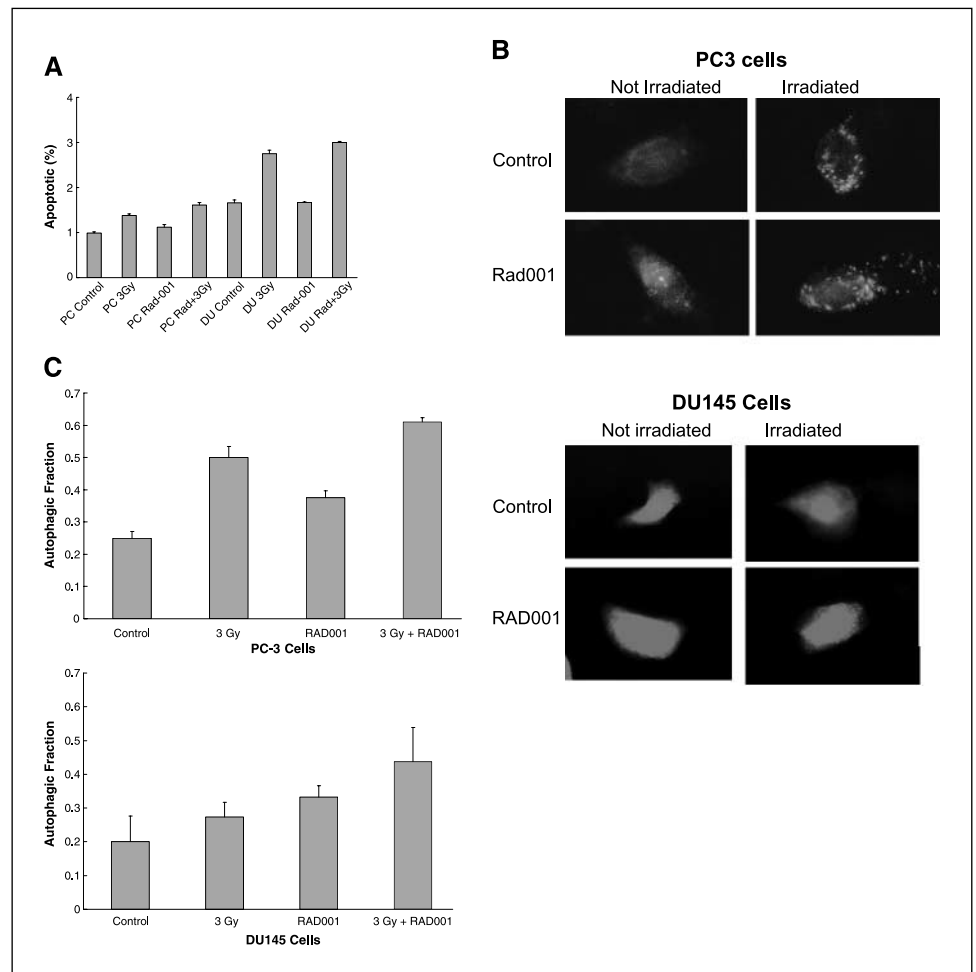 A
4
3
2
1
0
Apoptotic (%)
PC Control
PC 3Gy
PC Rad-001
PC Rad+3Gy
DU Control
DU 3Gy
DU Rad-001
DU Rad+3Gy
B
PC3 cells
Not Irradiated Irradiated
Control
Rad001
DU145 Cells
Not irradiated Irradiated
Control
RAD001
C
0.7
0.6
0.5
0.4
0.3
0.2
0.1
0
Autophagic Fraction
Control 3 Gy RAD001 3 Gy + RAD001
PC-3 Cells
0.7
0.6
0.5
0.4
0.3
0.2
0.1
0
Autophagic Fraction
Control 3 Gy RAD001 3 Gy + RAD001
DU145 Cells